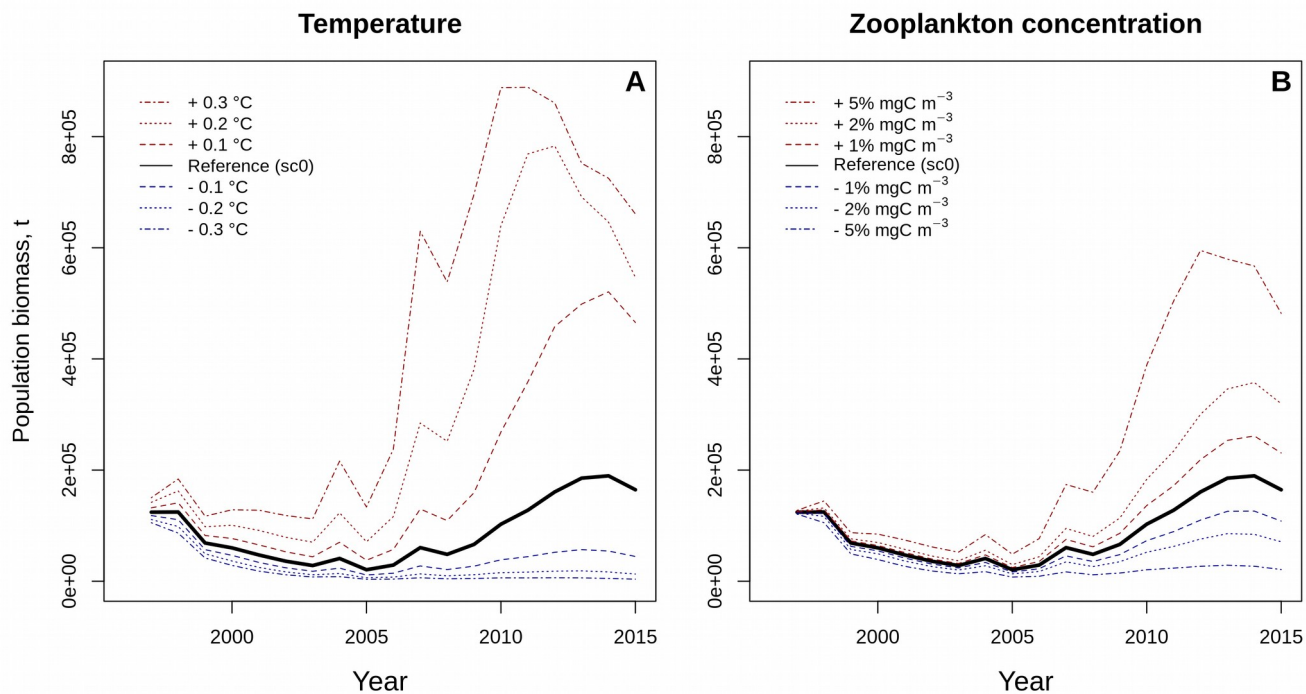 Temperature
A
+ 0.3 °C
+ 0.2 °C
+ 0.1 °C
Reference (sc0)
- 0.1 °C
- 0.2 °C
- 0.3 °C
Population biomass, t
8e+05
6e+05
4e+05
2e+05
0e+00
2000 2005 2010 2015
Year
Zooplankton concentration
B
+ 5% mgC m⁻³
+ 2% mgC m⁻³
+ 1% mgC m⁻³
Reference (sc0)
- 1% mgC m⁻³
- 2% mgC m⁻³
- 5% mgC m⁻³
8e+05
6e+05
4e+05
2e+05
0e+00
2000 2005 2010 2015
Year